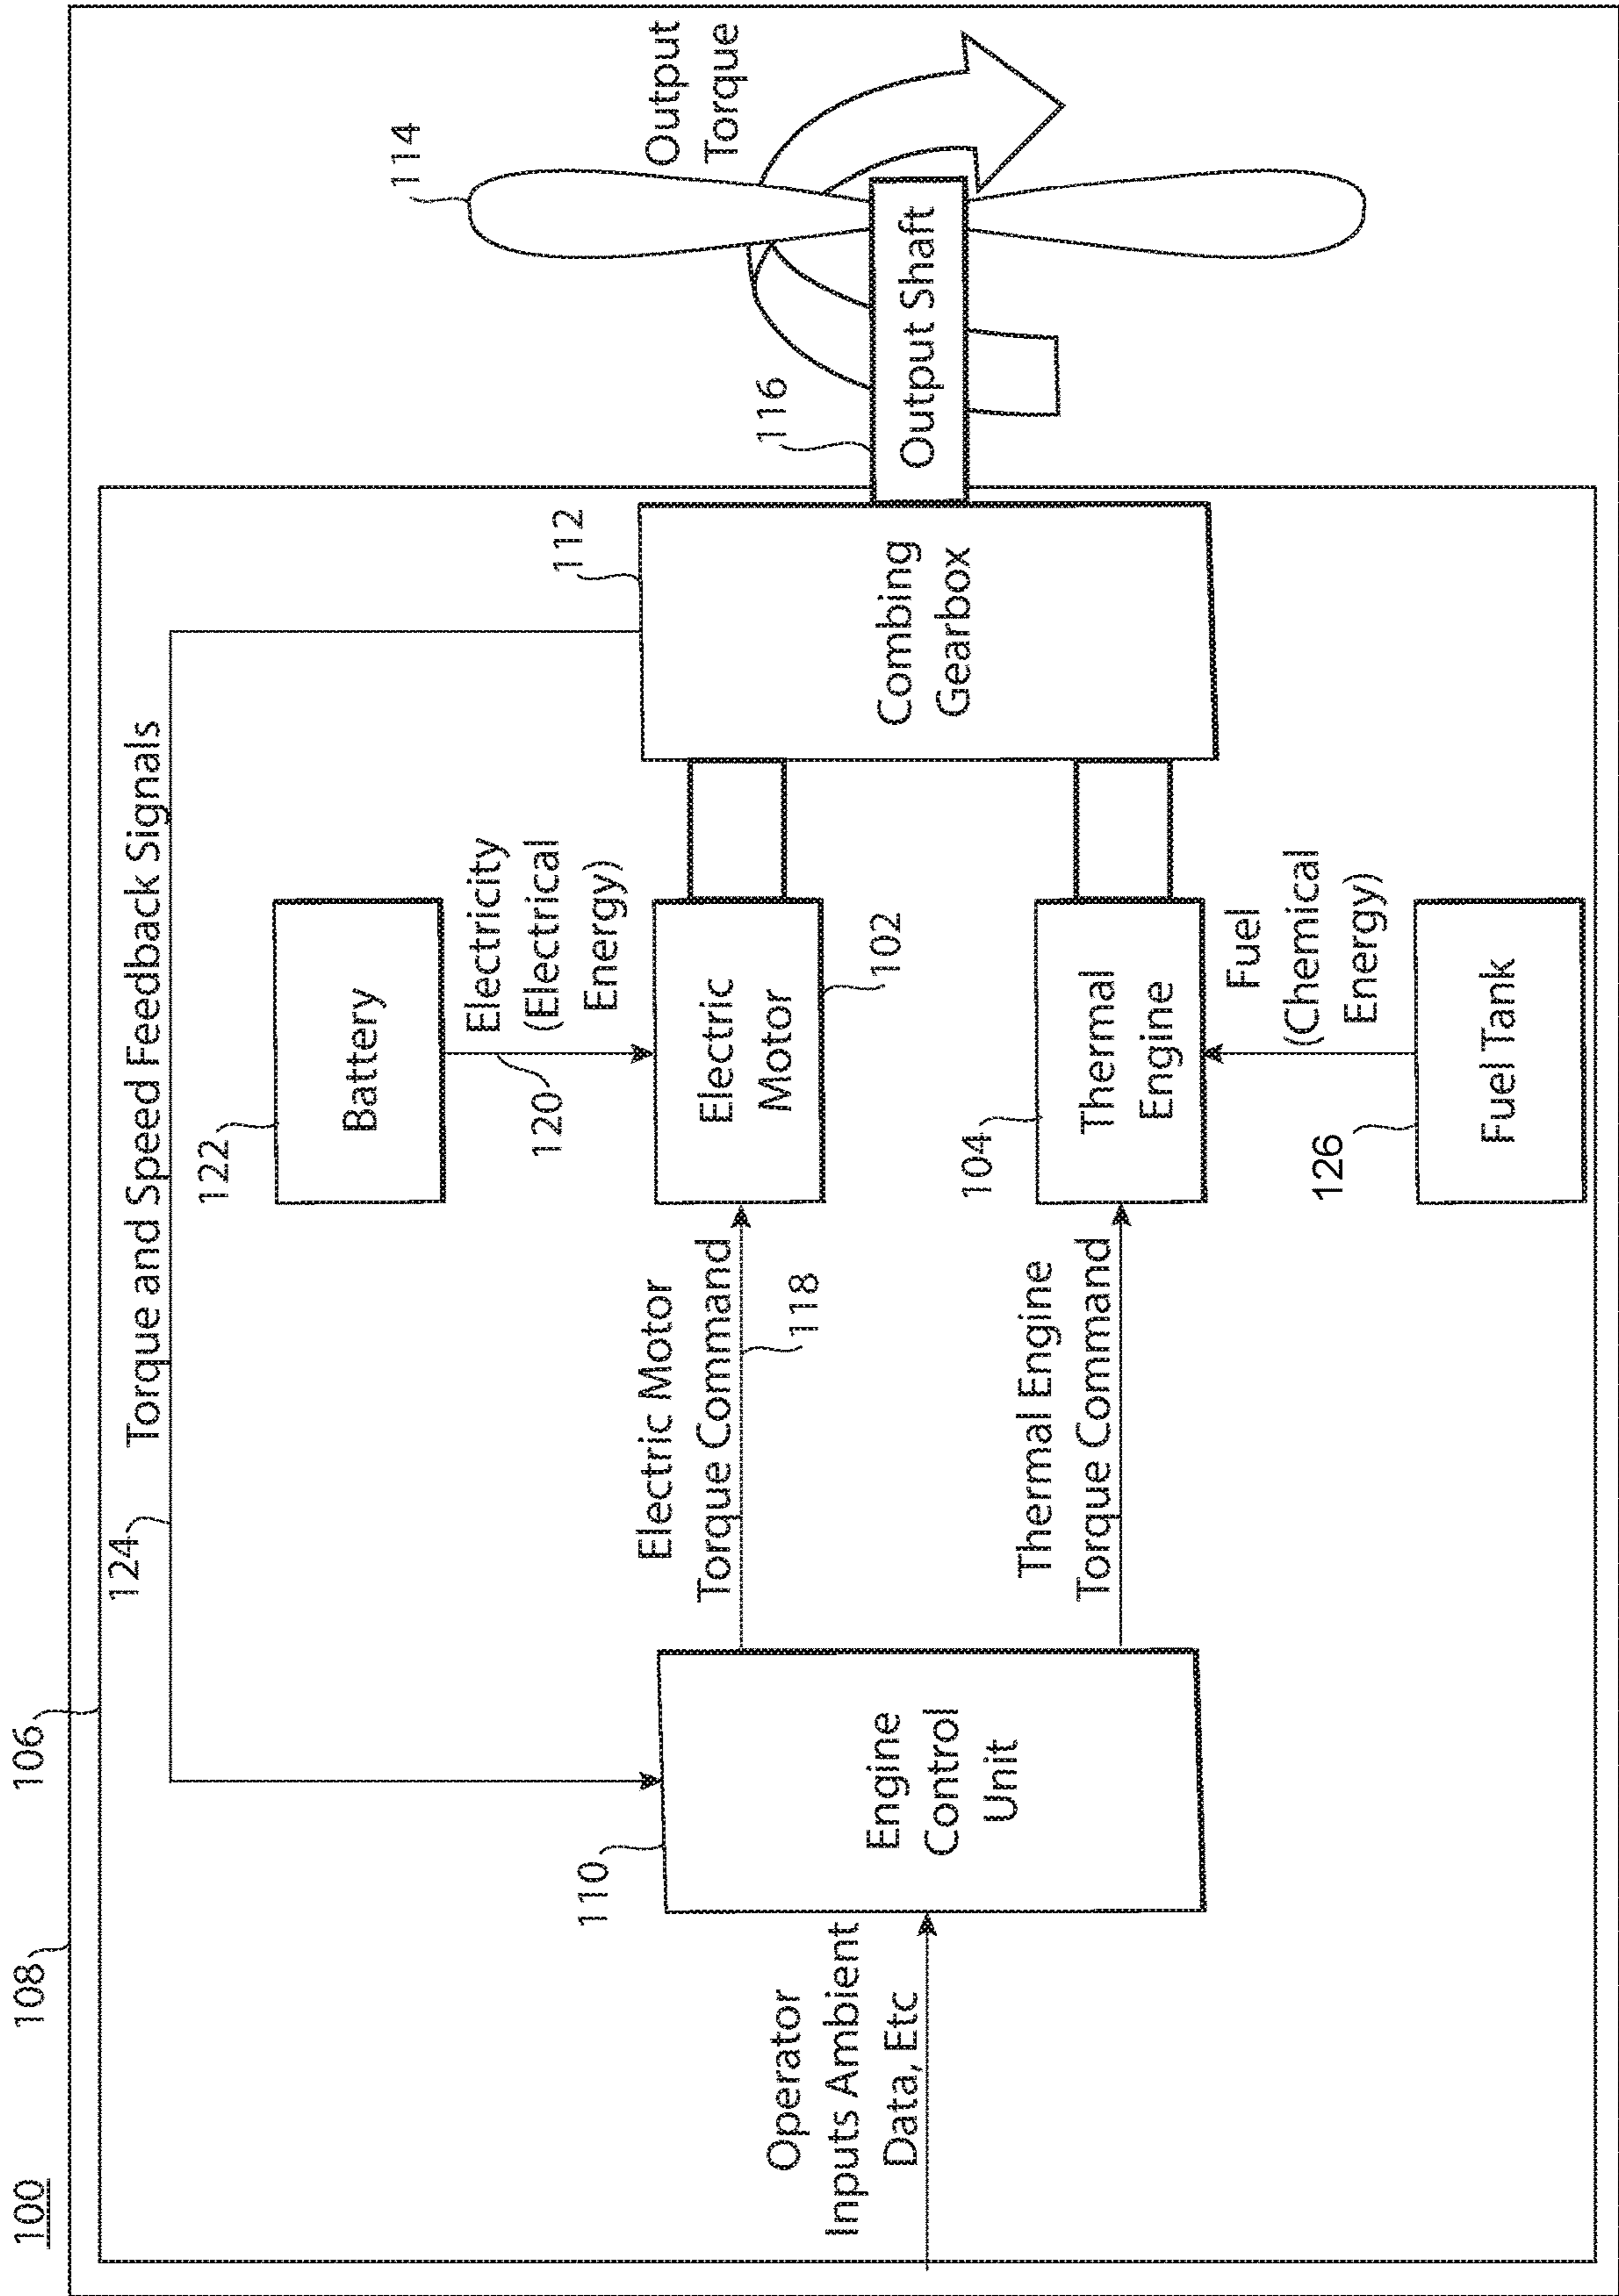 100
108
106
124
Torque and Speed Feedback Signals
122
Battery
120
Electricity
(Electrical
Energy)
112
114
Output
Torque
116
Output Shaft
Combing
Gearbox
110
Engine
Control
Unit
Operator
Inputs Ambient
Data, Etc
Electric Motor
Torque Command
118
Electric
Motor
102
Thermal Engine
Torque Command
104
Thermal
Engine
Fuel
(Chemical
Energy)
126
Fuel Tank